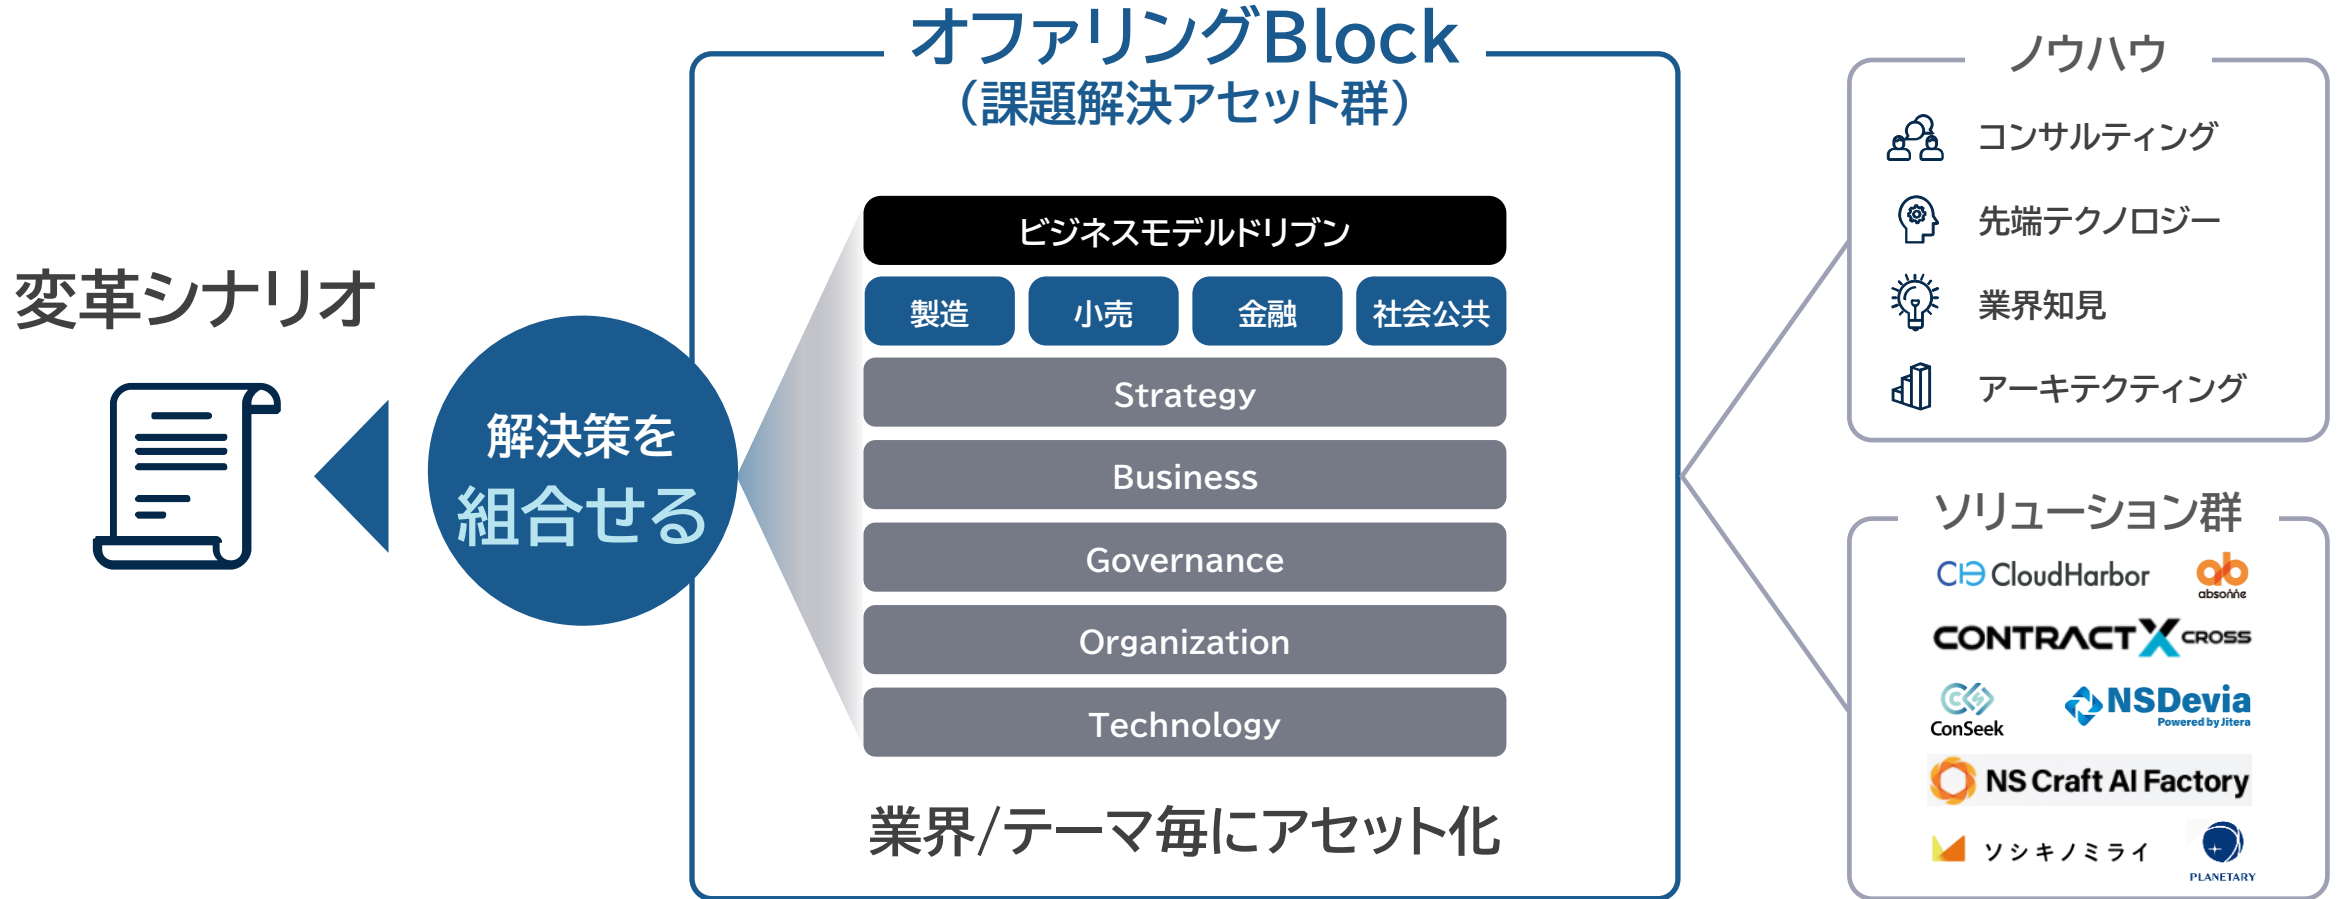 変革シナリオ
解決策を
組合せる
オファリングBlock
(課題解決アセット群)
ビジネスモデルドリブン
製造 小売 金融 社会公共
Strategy
Business
Governance
Organization
Technology
業界/テーマ毎にアセット化
ノウハウ
コンサルティング
先端テクノロジー
業界知見
アーキテクティング
ソリューション群
CH CloudHarbor
ab
absonne
CONTRACT X CROSS
ConSeek
NSDevia
Powered by Jitera
NS Craft AI Factory
ソシキノミライ
PLANETARY